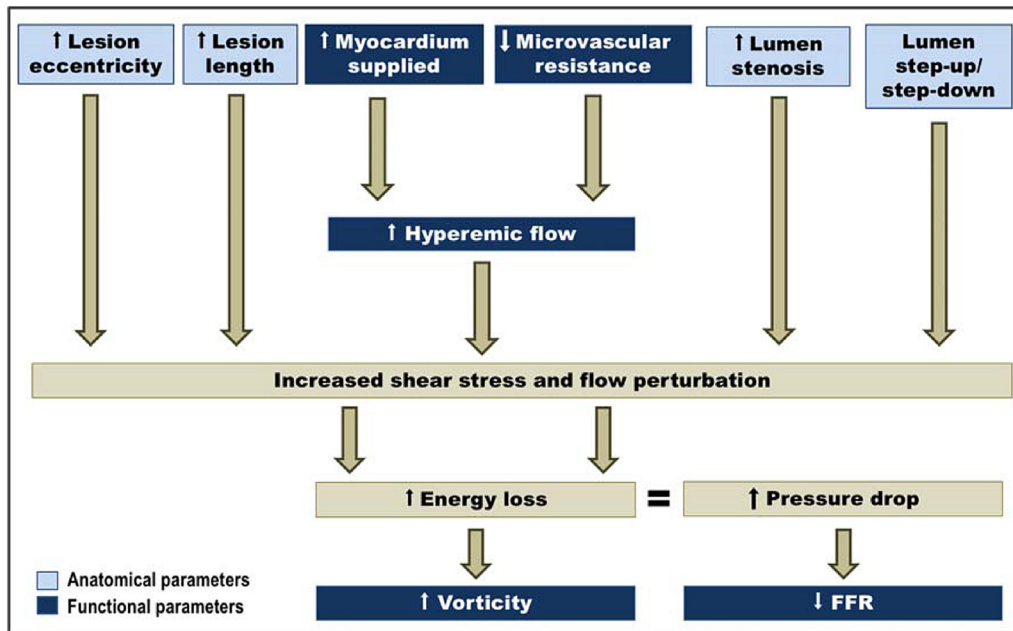 ↑ Lesion
eccentricity
↑ Lesion
length
↑ Myocardium
supplied
↓ Microvascular
resistance
↑ Lumen
stenosis
Lumen
step-up/
step-down
↑ Hyperemic flow
Increased shear stress and flow perturbation
↑ Energy loss
=
↑ Pressure drop
Anatomical parameters
Functional parameters
↑ Vorticity
↓ FFR